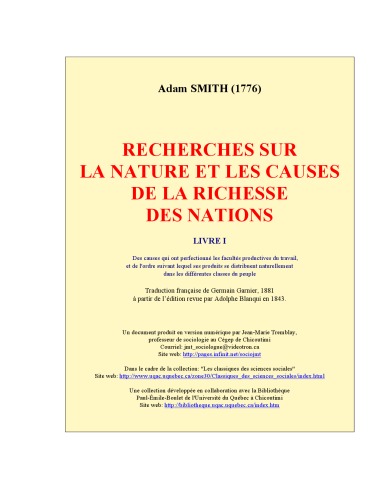 Adam SMITH (1776)
RECHERCHES SUR
LA NATURE ET LES CAUSES
DE LA RICHESSE
DES NATIONS
LIVRE I
Des causes qui ont perfectionné les facultés productives du travail,
et de l'ordre suivant lequel ses produits se distribuent naturellement
dans les différentes classes du peuple
Traduction française de Germain Garnier, 1881
à partir de l'édition revue par Adolphe Blanqui en 1843.
Un document produit en version numérique par Jean-Marie Tremblay,
professeur de sociologie au Cégep de Chicoutimi
Courriel: jmt_sociologue@videotron.ca
Site web: http://pages.infinit.net/sociojmt
Dans le cadre de la collection: "Les classiques des sciences sociales"
Site web: http://www.uqac.uquebec.ca/zone30/Classiques_des_sciences_sociales/index.html
Une collection développée en collaboration avec la Bibliothèque
Paul-Émile-Boulet de l'Université du Québec à Chicoutimi
Site web: http://bibliotheque.uqac.uquebec.ca/index.htm